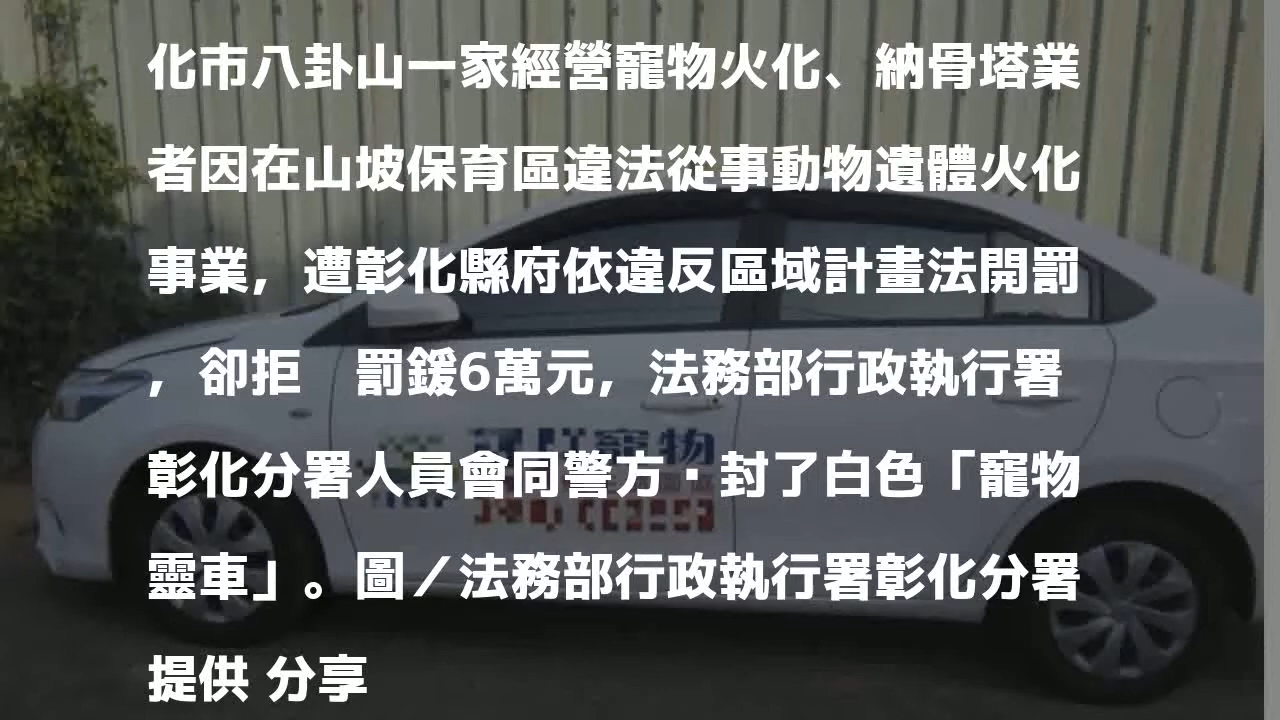 化市八卦山一家經營寵物火化、納骨塔業
者因在山坡保育區違法從事動物遺體火化
事業，遭彰化縣府依違反區域計畫法開罰
，卻拒　罰鍰6萬元，法務部行政執行署
彰化分署人員會同警方·封了白色「寵物
靈車」。圖／法務部行政執行署彰化分署
提供 分享
寵物